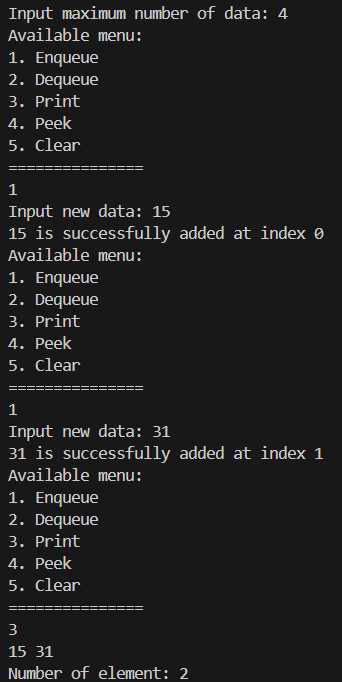 Input maximum number of data: 4
Available menu:
1. Enqueue
2. Dequeue
3. Print
4. Peek
5. Clear
===============
1
Input new data: 15
15 is successfully added at index 0
Available menu:
1. Enqueue
2. Dequeue
3. Print
4. Peek
5. Clear
===============
1
Input new data: 31
31 is successfully added at index 1
Available menu:
1. Enqueue
2. Dequeue
3. Print
4. Peek
5. Clear
===============
3
15 31
Number of element: 2